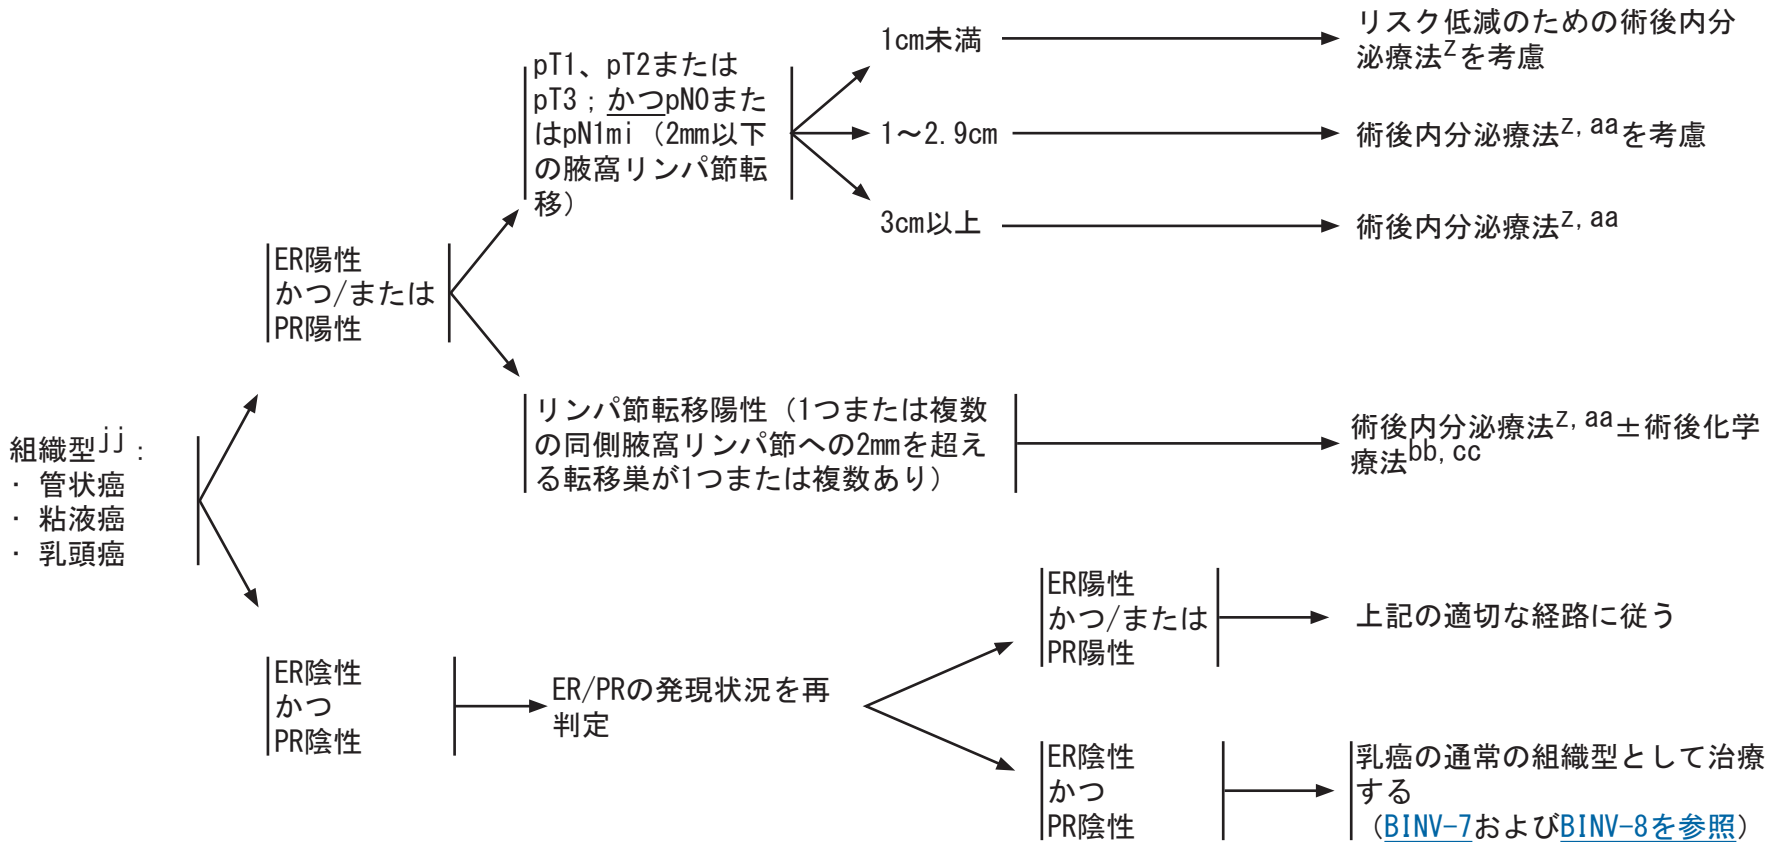 組織型jj：
・ 管状癌
・ 粘液癌
・ 乳頭癌
ER陽性
かつ/または
PR陽性
pT1、pT2または
pT3；かつpN0また
はpN1mi（2mm以下
の腋窩リンパ節転
移）
1cm未満
リスク低減のための術後内分
泌療法zを考慮
1～2.9cm
術後内分泌療法z, aaを考慮
3cm以上
術後内分泌療法z, aa
リンパ節転移陽性（1つまたは複数
の同側腋窩リンパ節への2mmを超え
る転移巣が1つまたは複数あり）
術後内分泌療法z, aa±術後化学
療法bb, cc
ER陰性
かつ
PR陰性
ER/PRの発現状況を再
判定
ER陽性
かつ/または
PR陽性
上記の適切な経路に従う
ER陰性
かつ
PR陰性
乳癌の通常の組織型として治療
する
（BINV-7およびBINV-8を参照）